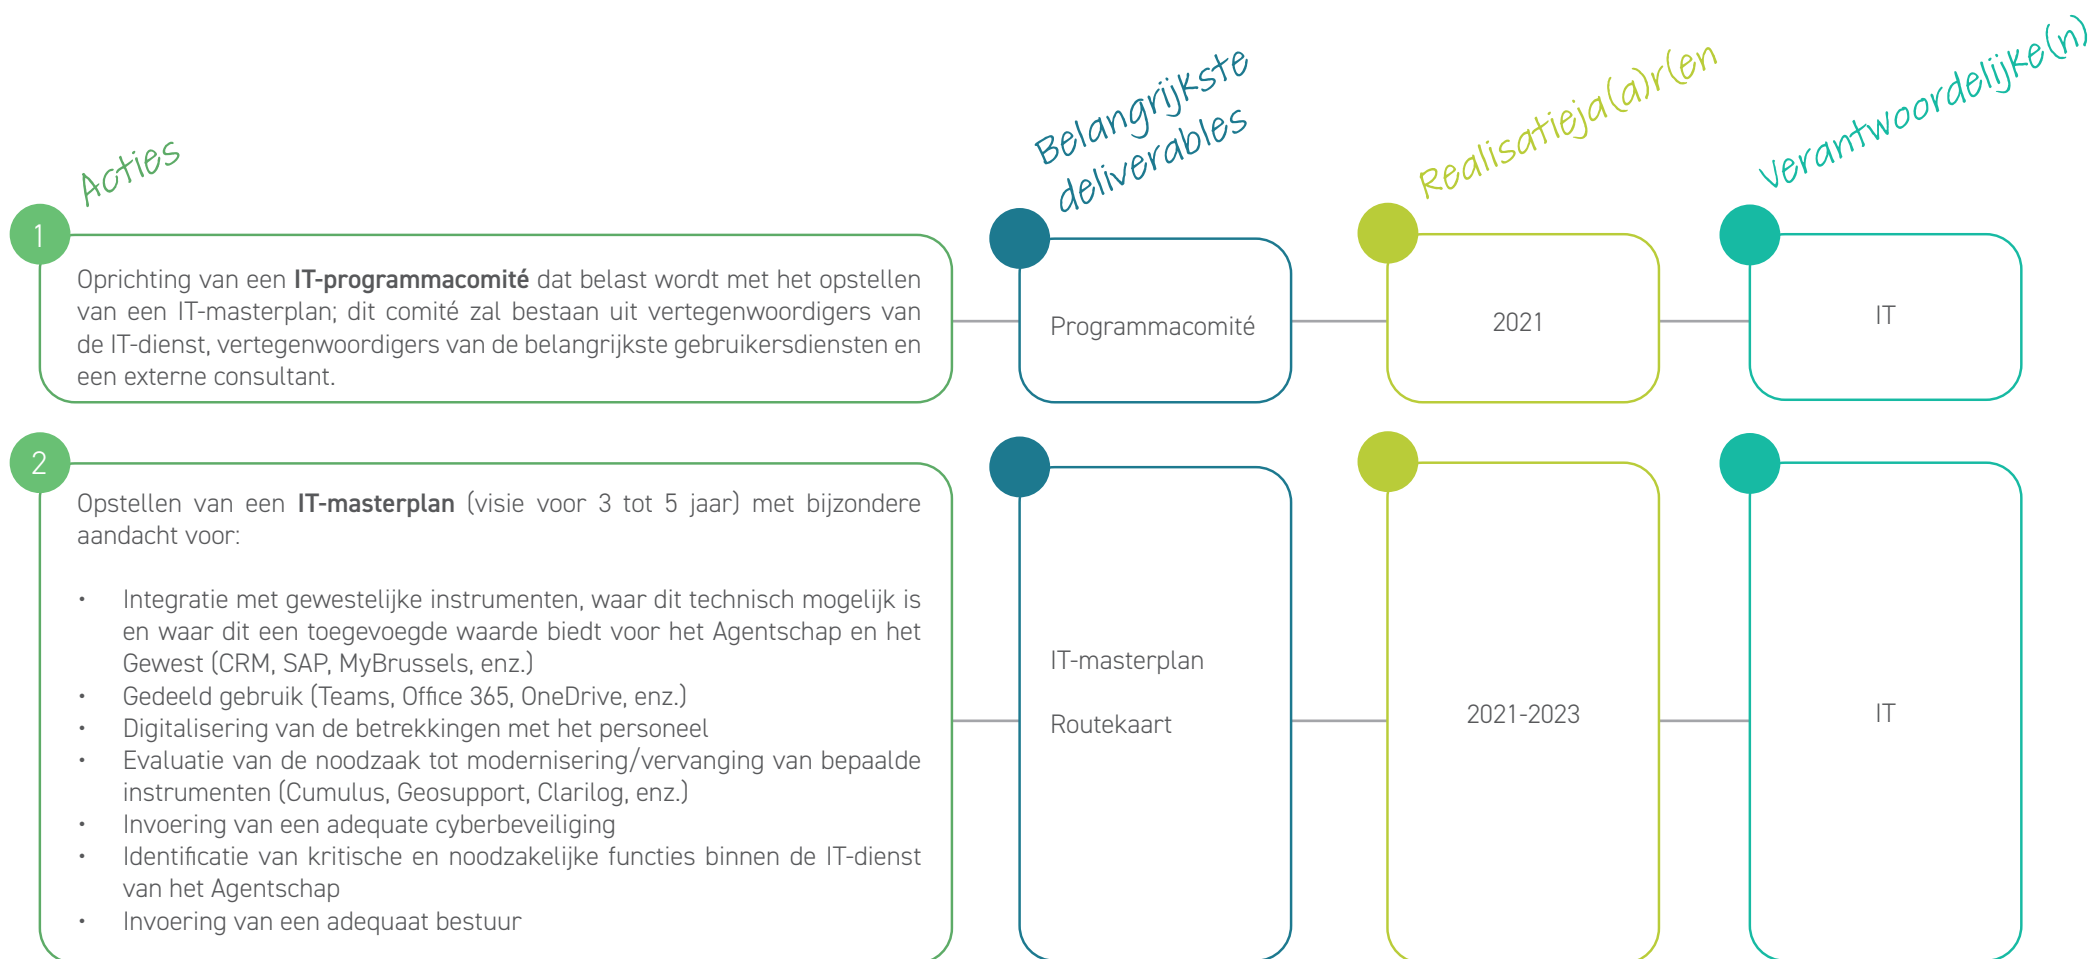 Acties
Belangrijkste
deliverables
Realisatieja(a)r(en
Verantwoordelijke(n)
1
Oprichting van een IT-programmacomité dat belast wordt met het opstellen
van een IT-masterplan; dit comité zal bestaan uit vertegenwoordigers van
de IT-dienst, vertegenwoordigers van de belangrijkste gebruikersdiensten en
een externe consultant.
Programmacomité
2021
IT
2
Opstellen van een IT-masterplan (visie voor 3 tot 5 jaar) met bijzondere
aandacht voor:
• Integratie met gewestelijke instrumenten, waar dit technisch mogelijk is
en waar dit een toegevoegde waarde biedt voor het Agentschap en het
Gewest (CRM, SAP, MyBrussels, enz.)
• Gedeeld gebruik (Teams, Office 365, OneDrive, enz.)
• Digitalisering van de betrekkingen met het personeel
• Evaluatie van de noodzaak tot modernisering/vervanging van bepaalde
instrumenten (Cumulus, Geosupport, Clarilog, enz.)
• Invoering van een adequate cyberbeveiliging
• Identificatie van kritische en noodzakelijke functies binnen de IT-dienst
van het Agentschap
• Invoering van een adequaat bestuur
IT-masterplan
Routekaart
2021-2023
IT